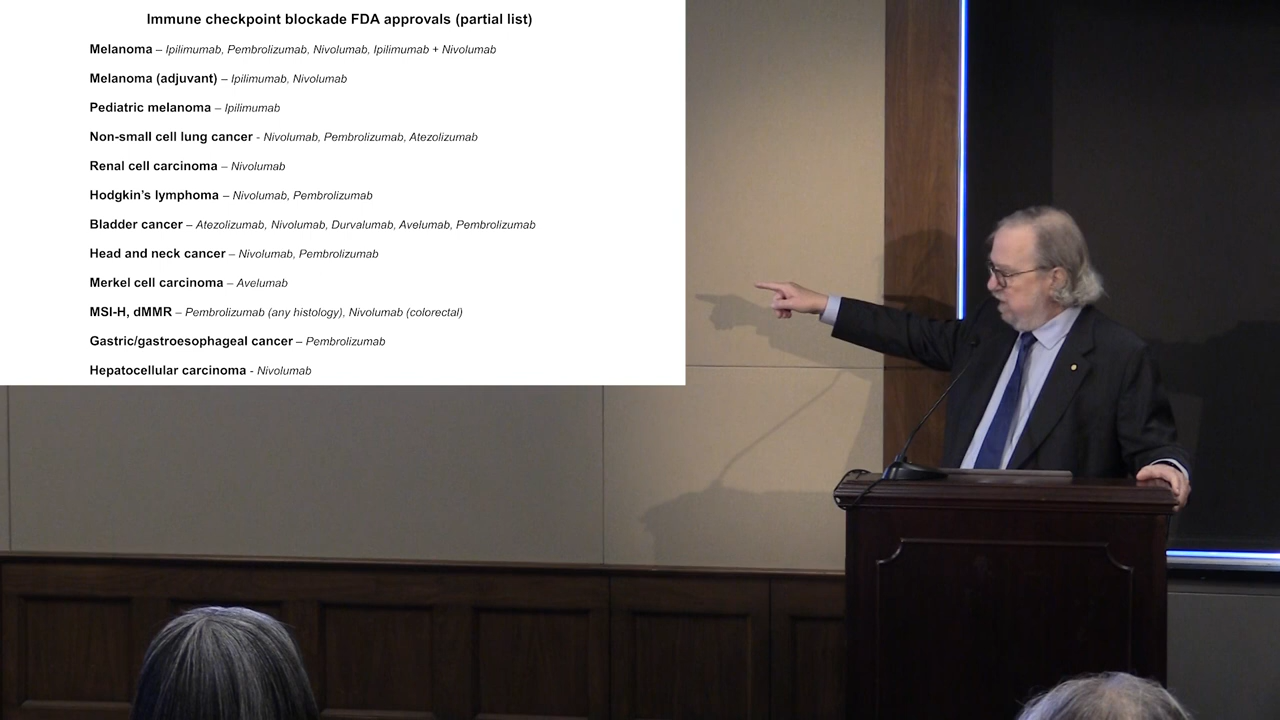 Immune checkpoint blockade FDA approvals (partial list)
Melanoma – Ipilimumab, Pembrolizumab, Nivolumab, Ipilimumab + Nivolumab
Melanoma (adjuvant) – Ipilimumab, Nivolumab
Pediatric melanoma – Ipilimumab
Non-small cell lung cancer - Nivolumab, Pembrolizumab, Atezolizumab
Renal cell carcinoma – Nivolumab
Hodgkin's lymphoma – Nivolumab, Pembrolizumab
Bladder cancer – Atezolizumab, Nivolumab, Durvalumab, Avelumab, Pembrolizumab
Head and neck cancer – Nivolumab, Pembrolizumab
Merkel cell carcinoma – Avelumab
MSI-H, dMMR – Pembrolizumab (any histology), Nivolumab (colorectal)
Gastric/gastroesophageal cancer – Pembrolizumab
Hepatocellular carcinoma - Nivolumab